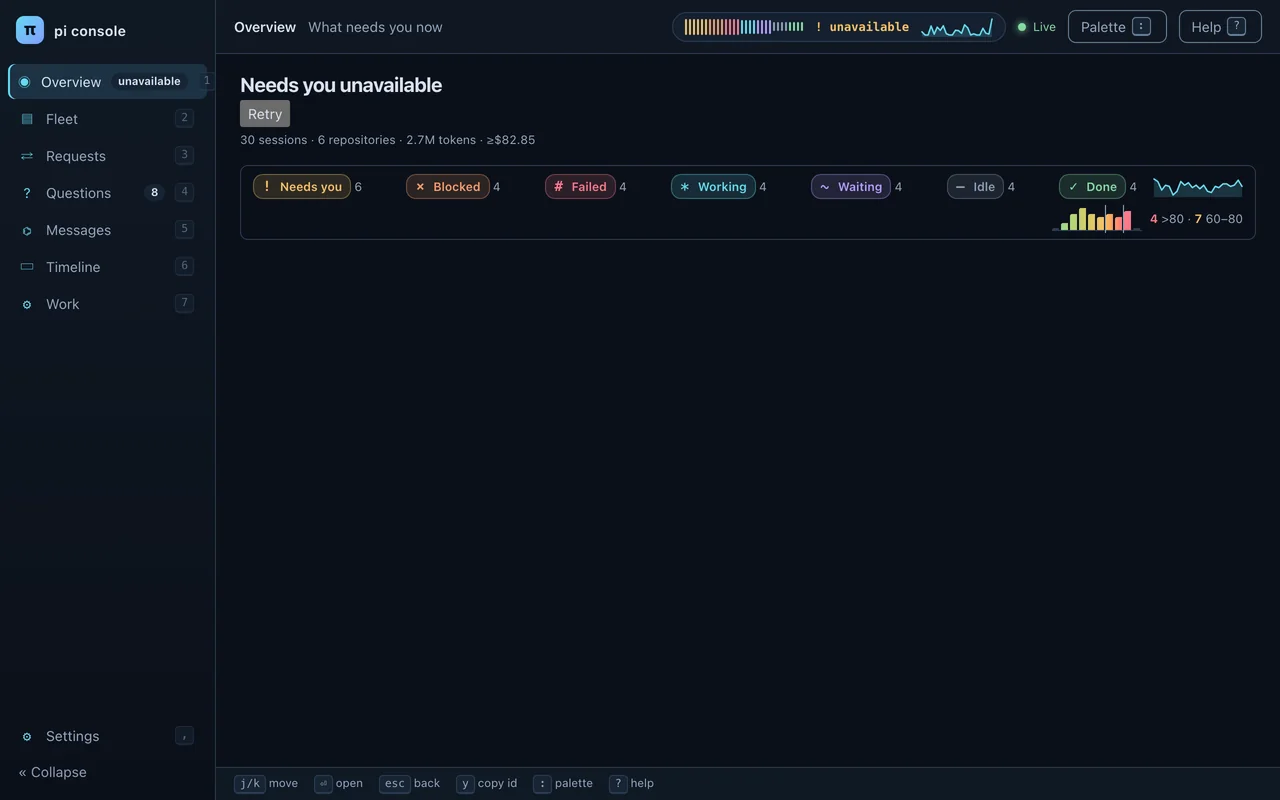 π pi console
Overview unavailable 1
Fleet 2
Requests 3
? Questions 8 4
Messages 5
Timeline 6
Work 7
Settings ,
« Collapse
Overview What needs you now
! unavailable
Live
Palette :
Help ?
Needs you unavailable
Retry
30 sessions · 6 repositories · 2.7M tokens · ≥$82.85
! Needs you 6
× Blocked 4
# Failed 4
* Working 4
~ Waiting 4
– Idle 4
✓ Done 4
4 >80 · 7 60–80
j/k move ⏎ open esc back y copy id : palette ? help